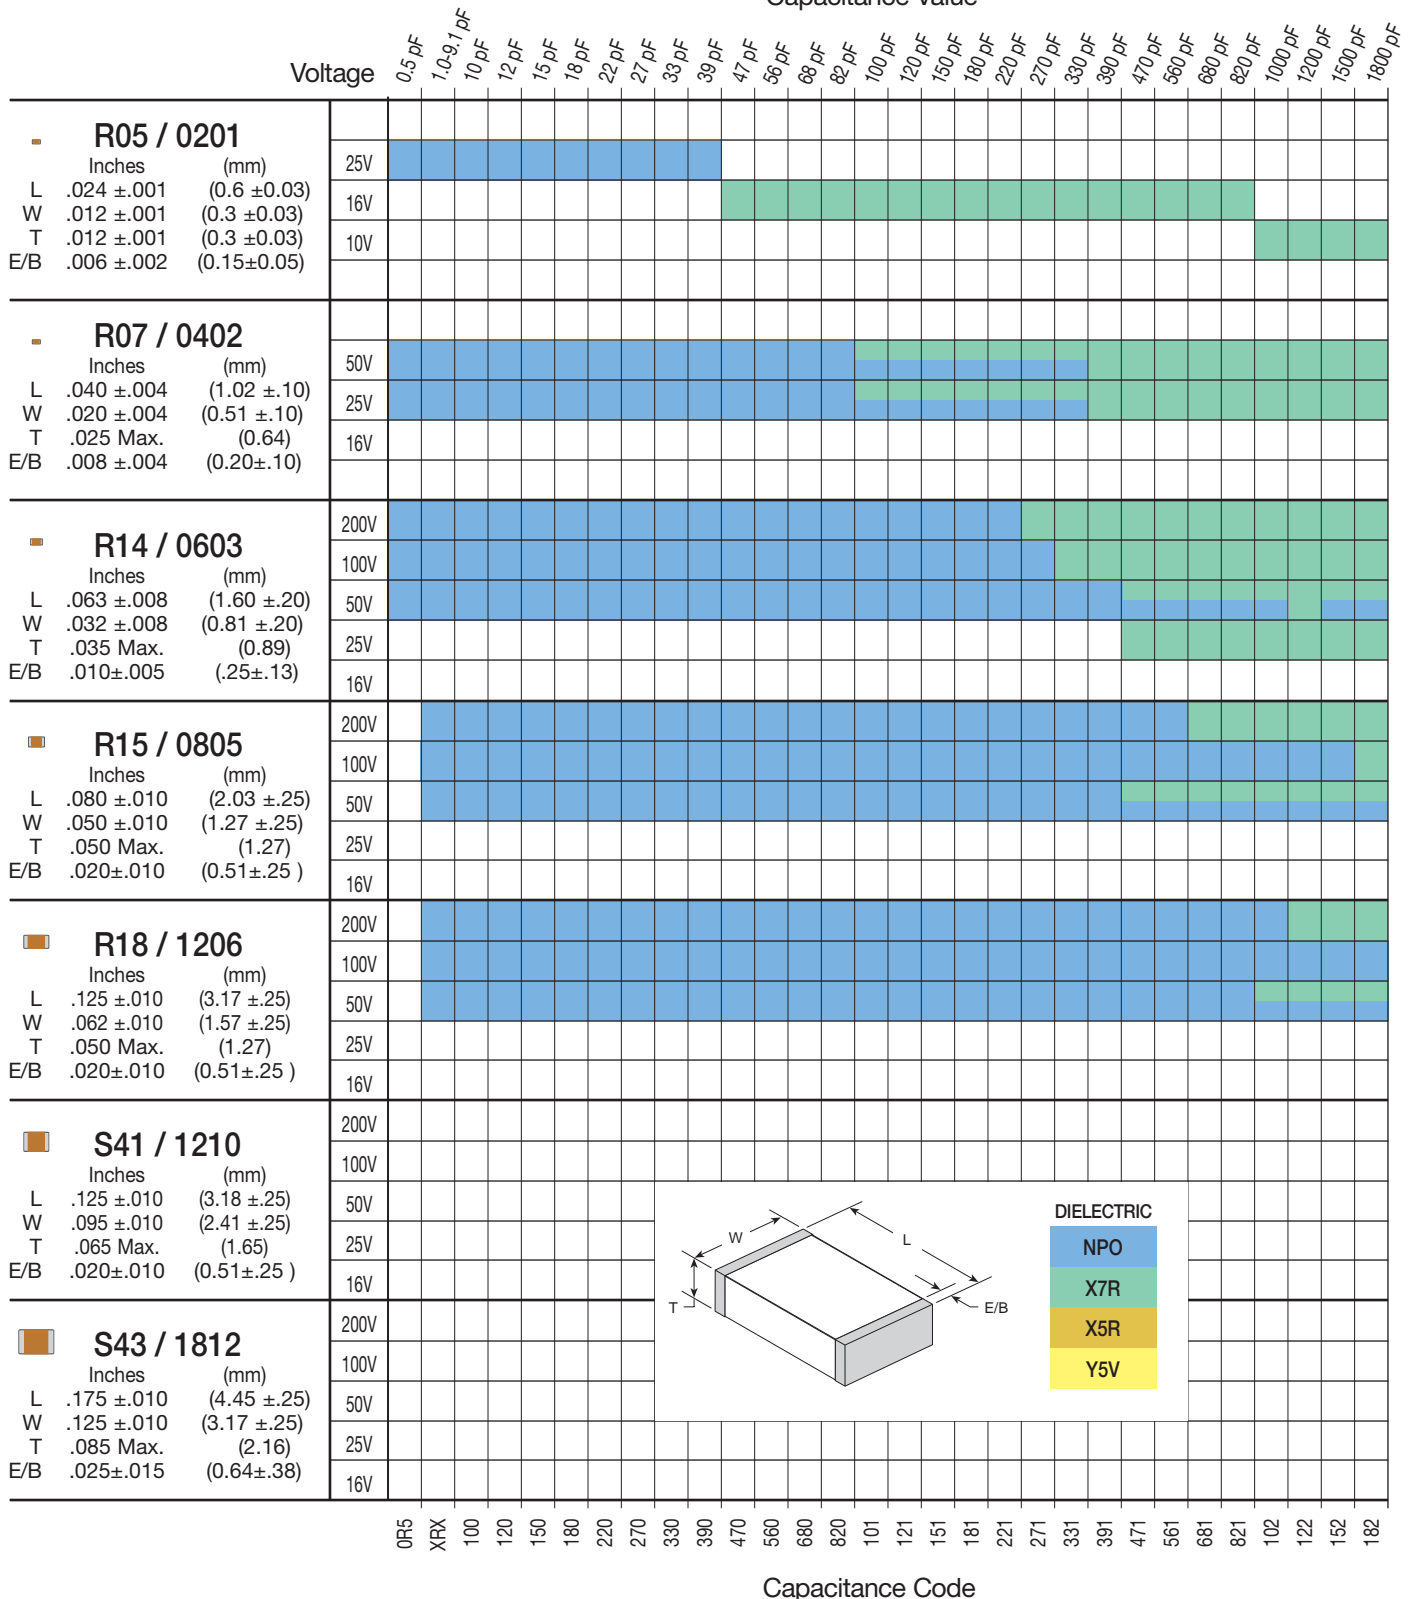 Capacitance Value
Voltage 0.5 pF 1.0-9.1 pF 10 pF 12 pF 15 pF 18 pF 22 pF 27 pF 33 pF 39 pF 47 pF 56 pF 68 pF 82 pF 100 pF 120 pF 150 pF 180 pF 220 pF 270 pF 330 pF 390 pF 470 pF 560 pF 680 pF 820 pF 1000 pF 1200 pF 1500 pF 1800 pF
R05 / 0201
Inches (mm)
L .024 ±.001 (0.6 ±0.03)
W .012 ±.001 (0.3 ±0.03)
T .012 ±.001 (0.3 ±0.03)
E/B .006 ±.002 (0.15±0.05)
25V
16V
10V
R07 / 0402
Inches (mm)
L .040 ±.004 (1.02 ±.10)
W .020 ±.004 (0.51 ±.10)
T .025 Max. (0.64)
E/B .008 ±.004 (0.20±.10)
50V
25V
16V
R14 / 0603
Inches (mm)
L .063 ±.008 (1.60 ±.20)
W .032 ±.008 (0.81 ±.20)
T .035 Max. (0.89)
E/B .010±.005 (.25±.13)
200V
100V
50V
25V
16V
R15 / 0805
Inches (mm)
L .080 ±.010 (2.03 ±.25)
W .050 ±.010 (1.27 ±.25)
T .050 Max. (1.27)
E/B .020±.010 (0.51±.25 )
200V
100V
50V
25V
16V
R18 / 1206
Inches (mm)
L .125 ±.010 (3.17 ±.25)
W .062 ±.010 (1.57 ±.25)
T .050 Max. (1.27)
E/B .020±.010 (0.51±.25 )
200V
100V
50V
25V
16V
S41 / 1210
Inches (mm)
L .125 ±.010 (3.18 ±.25)
W .095 ±.010 (2.41 ±.25)
T .065 Max. (1.65)
E/B .020±.010 (0.51±.25 )
200V
100V
50V
25V
16V
S43 / 1812
Inches (mm)
L .175 ±.010 (4.45 ±.25)
W .125 ±.010 (3.17 ±.25)
T .085 Max. (2.16)
E/B .025±.015 (0.64±.38)
200V
100V
50V
25V
16V
W
L
T
E/B
DIELECTRIC
NPO
X7R
X5R
Y5V
0R5 XRX 100 120 150 180 220 270 330 390 470 560 680 820 101 121 151 181 221 271 331 391 471 561 681 821 102 122 152 182
Capacitance Code